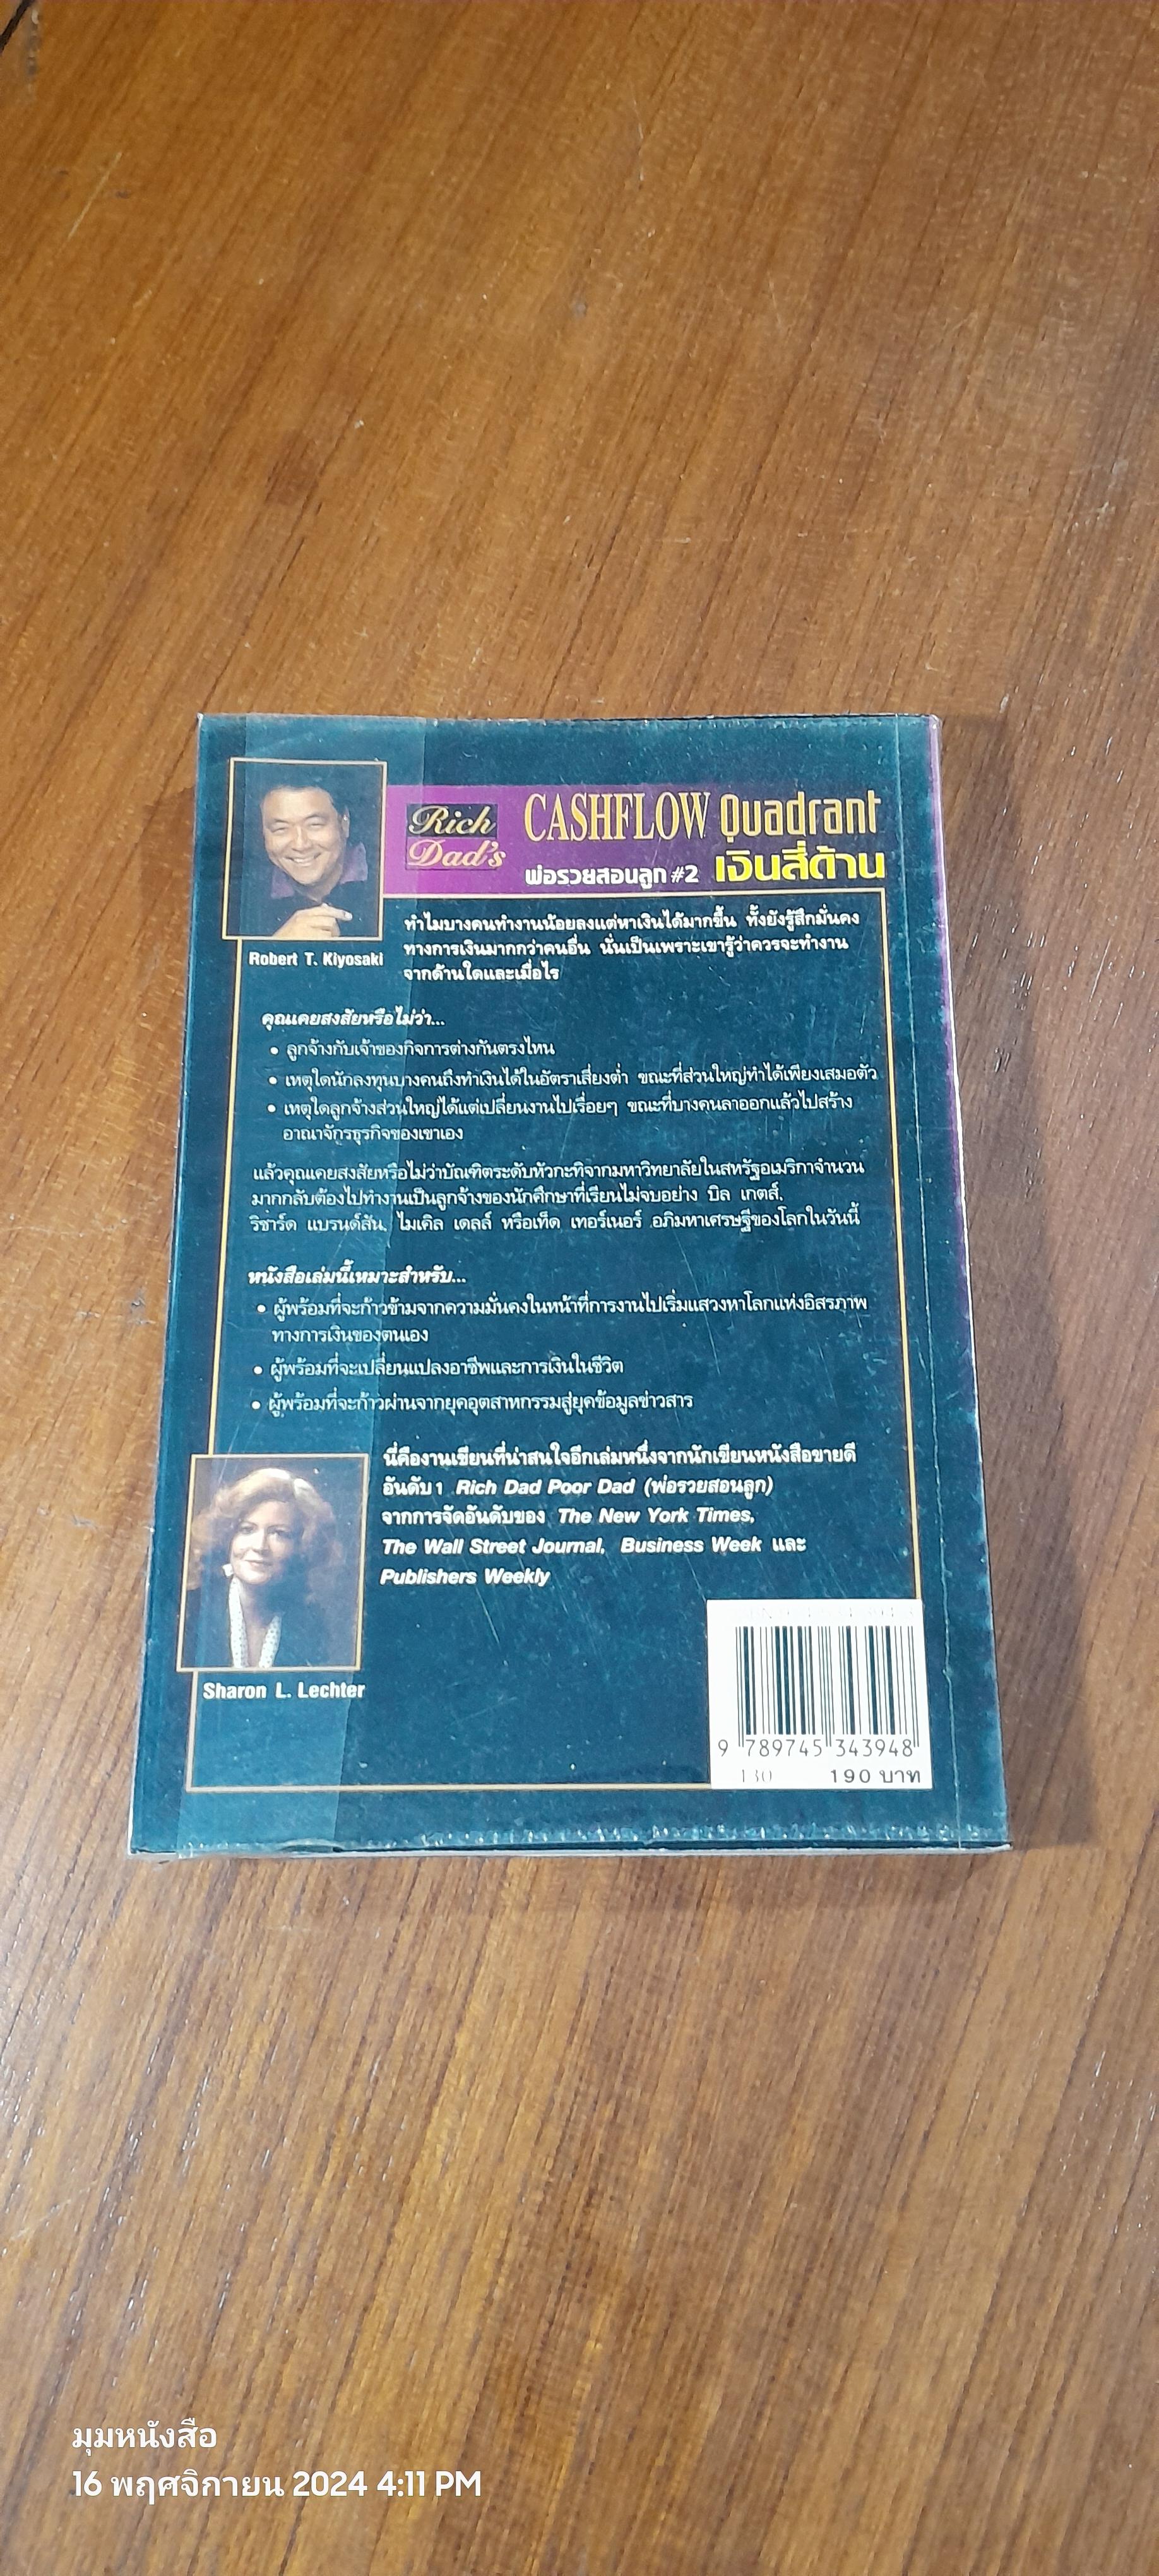 Rich
Dad's
CASHFLOW Quadrant
พ่อรวยสอนลูก #2 เงินสี่ด้าน
Robert T. Kiyosaki
ทำไมบางคนทำงานน้อยลงแต่หาเงินได้มากขึ้น ทั้งยังรู้สึกมั่นคง
ทางการเงินมากกว่าคนอื่น นั่นเป็นเพราะเขารู้ว่าควรจะทำงาน
จากด้านใดและเมื่อไร
คุณเคยสงสัยหรือไม่ว่า...
• ลูกจ้างกับเจ้าของกิจการต่างกันตรงไหน
• เหตุใดนักลงทุนบางคนถึงทำเงินได้ในอัตราเสี่ยงต่ำ ขณะที่ส่วนใหญ่ทำได้เพียงเสมอตัว
• เหตุใดลูกจ้างส่วนใหญ่ได้แต่เปลี่ยนงานไปเรื่อยๆ ขณะที่บางคนลาออกแล้วไปสร้าง
อาณาจักรธุรกิจของเขาเอง
แล้วคุณเคยสงสัยหรือไม่ว่าบัณฑิตระดับหัวกะทิจากมหาวิทยาลัยในสหรัฐอเมริกาจำนวน
มากกลับต้องไปทำงานเป็นลูกจ้างของนักศึกษาที่เรียนไม่จบอย่าง บิล เกตส์,
ริชาร์ด แบรนด์สัน, ไมเคิล เดลล์ หรือเท็ด เทอร์เนอร์ อภิมหาเศรษฐีของโลกในวันนี้
หนังสือเล่มนี้เหมาะสำหรับ...
• ผู้พร้อมที่จะก้าวข้ามจากความมั่นคงในหน้าที่การงานไปเริ่มแสวงหาโลกแห่งอิสรภาพ
ทางการเงินของตนเอง
• ผู้พร้อมที่จะเปลี่ยนแปลงอาชีพและการเงินในชีวิต
• ผู้พร้อมที่จะก้าวผ่านจากยุคอุตสาหกรรมสู่ยุคข้อมูลข่าวสาร
นี่คืองานเขียนที่น่าสนใจอีกเล่มหนึ่งจากนักเขียนหนังสือขายดี
อันดับ 1 Rich Dad Poor Dad (พ่อรวยสอนลูก)
จากการจัดอันดับของ The New York Times,
The Wall Street Journal, Business Week และ
Publishers Weekly
Sharon L. Lechter
9 789745 343948
130 190 บาท
มุมหนังสือ
16 พฤศจิกายน 2024 4:11 PM